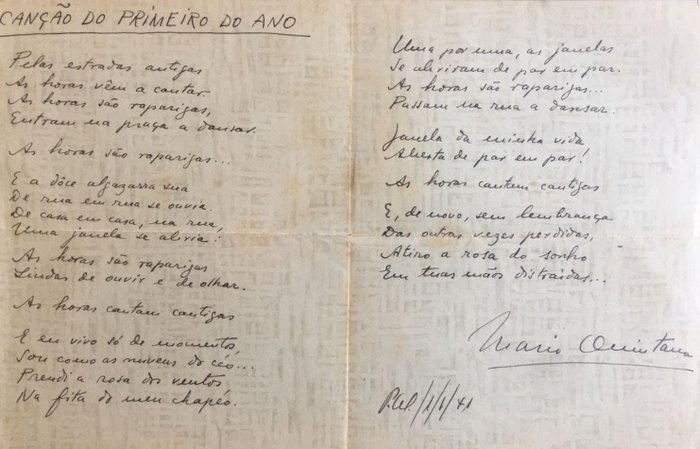 CANÇÃO DO PRIMEIRO DO ANO
Pelas estradas antigas
As horas vêm a cantar.
As horas são raparigas,
Entram na praça a dansar.
As horas são raparigas...
E a dôce algazarra sua
De rua em rua se ouvia.
De casa em casa, na rua,
Uma janela se abria!
As horas são raparigas
Lindas de ouvir e de olhar.
As horas cantam cantigas
E eu vivo só de momentos,
Sou como as nuvens do céo...
Prendi a rosa dos ventos
Na fita do meu chapéo.
Uma por uma, as janelas
Se abriram de par em par.
As horas são raparigas...
Passam na rua a dansar.
Janela da minha vida
Aberta de par em par!
As horas cantam cantigas
E, de novo, sem lembrança
Das outras vezes perdidas,
Atiro a rosa do sonho
Em tuas mãos distraidas...
Mario Quintana